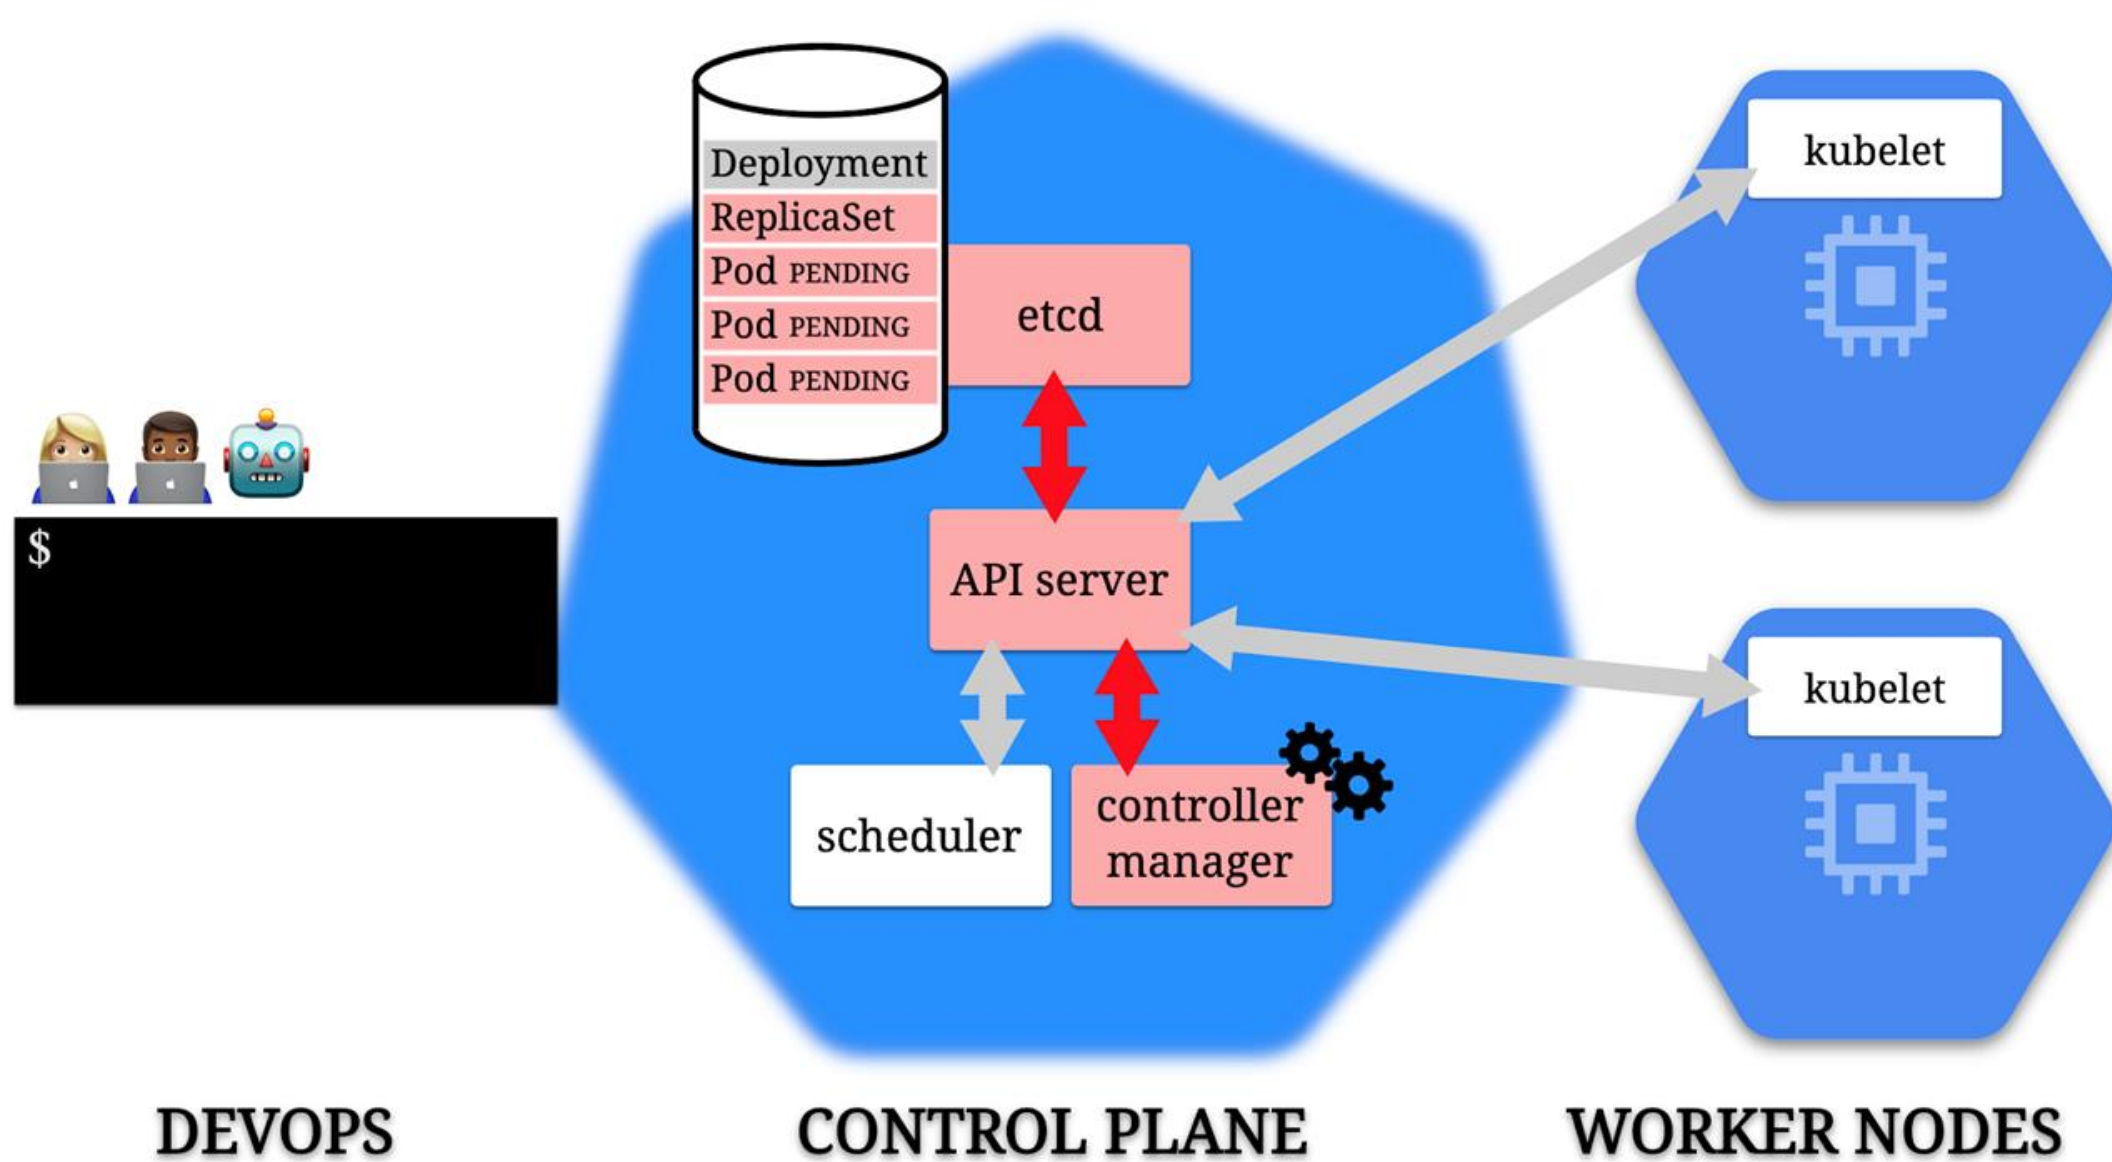 Deployment
ReplicaSet
Pod PENDING
Pod PENDING
Pod PENDING
etcd
kubelet
$
API server
kubelet
scheduler
controller
manager
DEVOPS
CONTROL PLANE
WORKER NODES